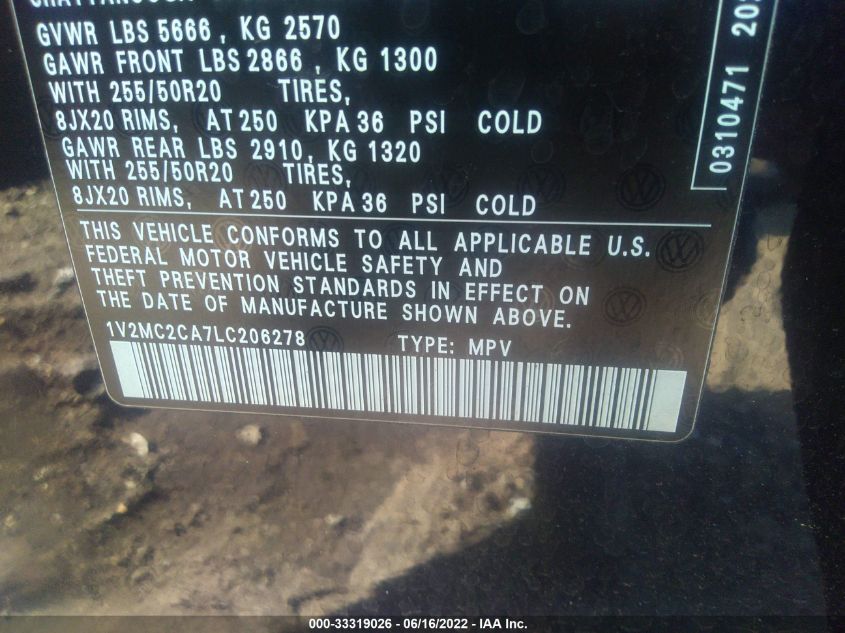 GVWR LBS 5666 , KG 2570
GAWR FRONT LBS 2866 , KG 1300
WITH 255/50R20 TIRES,
8JX20 RIMS, AT 250 KPA 36 PSI COLD
GAWR REAR LBS 2910, KG 1320
WITH 255/50R20 TIRES,
8JX20 RIMS, AT 250 KPA 36 PSI COLD
THIS VEHICLE CONFORMS TO ALL APPLICABLE U.S.
FEDERAL MOTOR VEHICLE SAFETY AND
THEFT PREVENTION STANDARDS IN EFFECT ON
THE DATE OF MANUFACTURE SHOWN ABOVE.
1V2MC2CA7LC206278 TYPE: MPV
0310471
000-33319026 - 06/16/2022 - IAA Inc.